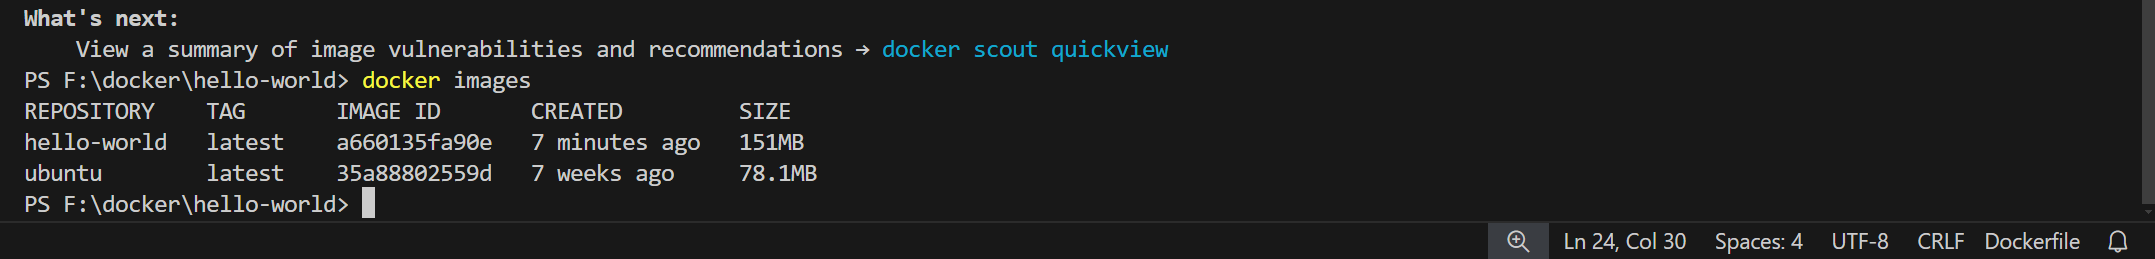 What's next:
    View a summary of image vulnerabilities and recommendations → docker scout quickview
PS F:\docker\hello-world> docker images
REPOSITORY    TAG       IMAGE ID       CREATED         SIZE
hello-world   latest    a660135fa90e   7 minutes ago   151MB
ubuntu        latest    35a88802559d   7 weeks ago     78.1MB
PS F:\docker\hello-world>
Ln 24, Col 30    Spaces: 4    UTF-8    CRLF    Dockerfile